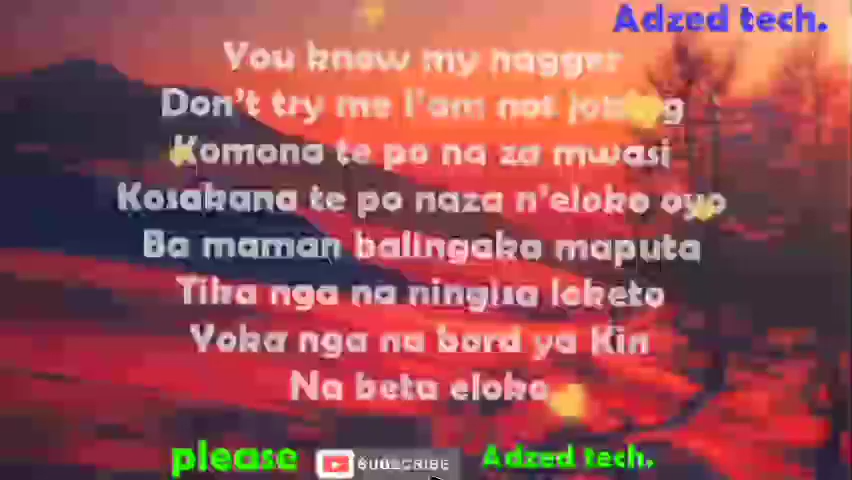 Adzed tech.
You know my nagger
Don't try me I'am not joking
Komona te po na za mwasi
Kosakana te po naza n'eloko oyo
Ba maman balingaka maputa
Tika nga na ningisa loketo
Yoka nga na bord ya Kin
Na beta eloko
please SUBSCRIBE Adzed tech.